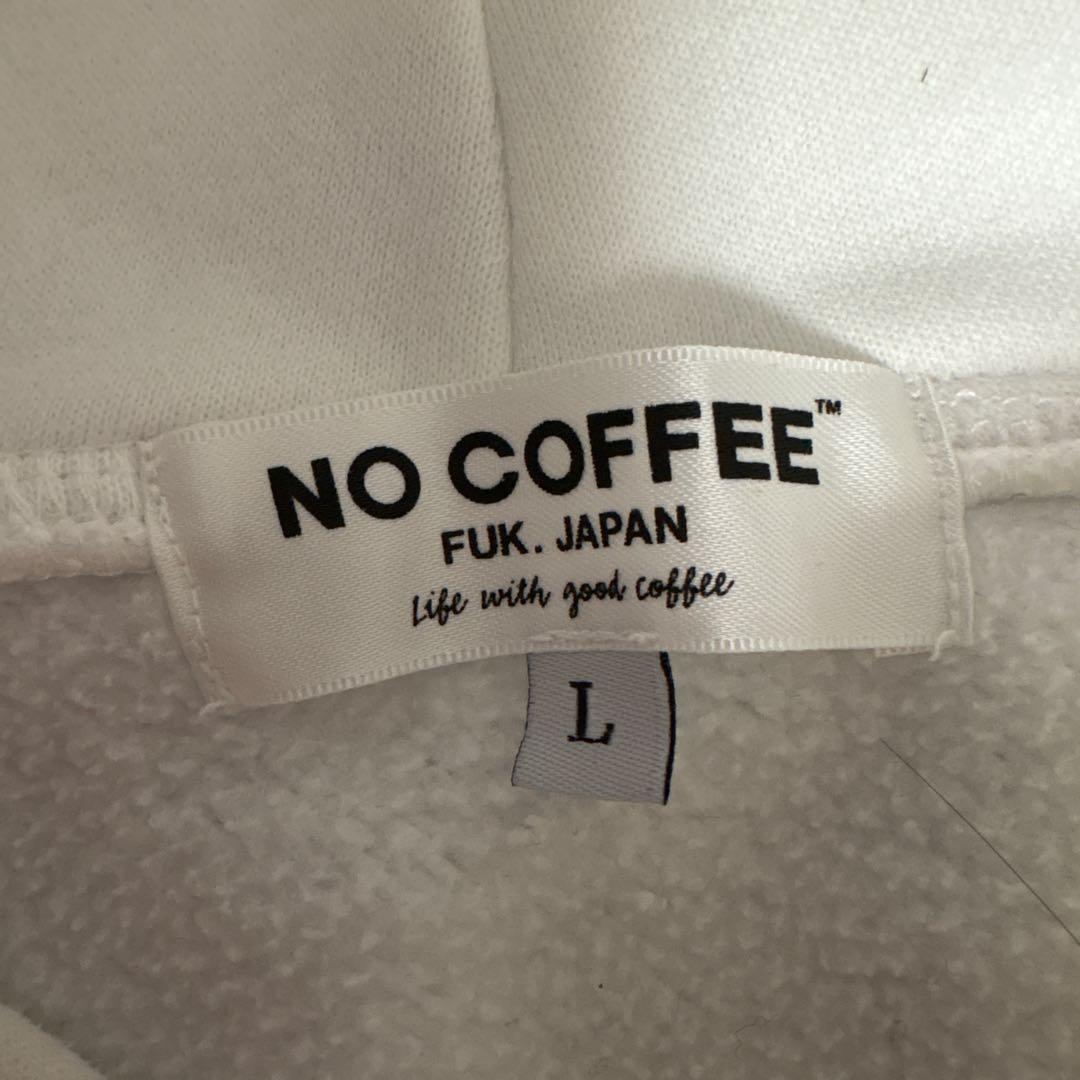 NO COFFEE™
FUK. JAPAN
Life with good coffee
L